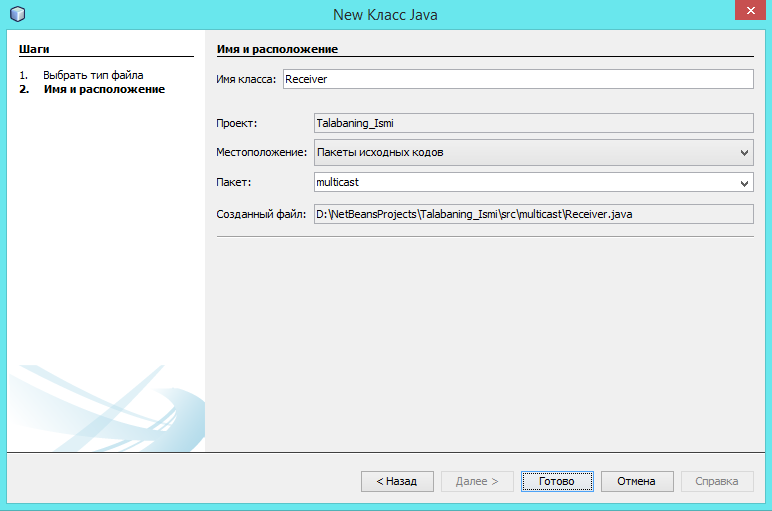 New Класс Java
Шаги
1. Выбрать тип файла
2. Имя и расположение
Имя и расположение
Имя класса: Receiver
Проект: Talabaning_Ismi
Местоположение: Пакеты исходных кодов
Пакет: multicast
Созданный файл: D:\NetBeansProjects\Talabaning_Ismi\src\multicast\Receiver.java
< Назад Далее > Готово Отмена Справка